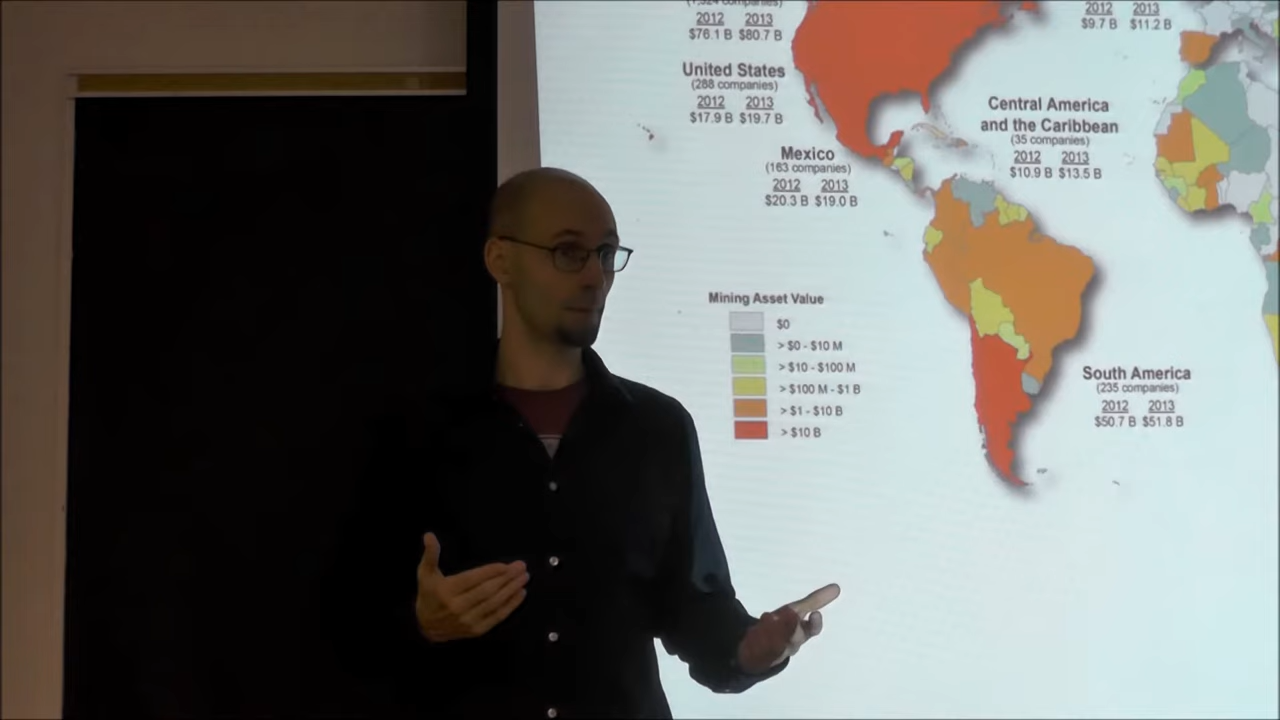 (1,324 companies)
2012 2013
$76.1 B $80.7 B
United States
(288 companies)
2012 2013
$17.9 B $19.7 B
Mexico
(163 companies)
2012 2013
$20.3 B $19.0 B
2012 2013
$9.7 B $11.2 B
Central America
and the Caribbean
(35 companies)
2012 2013
$10.9 B $13.5 B
Mining Asset Value
$0
> $0 - $10 M
> $10 - $100 M
> $100 M - $1 B
> $1 - $10 B
> $10 B
South America
(235 companies)
2012 2013
$50.7 B $51.8 B